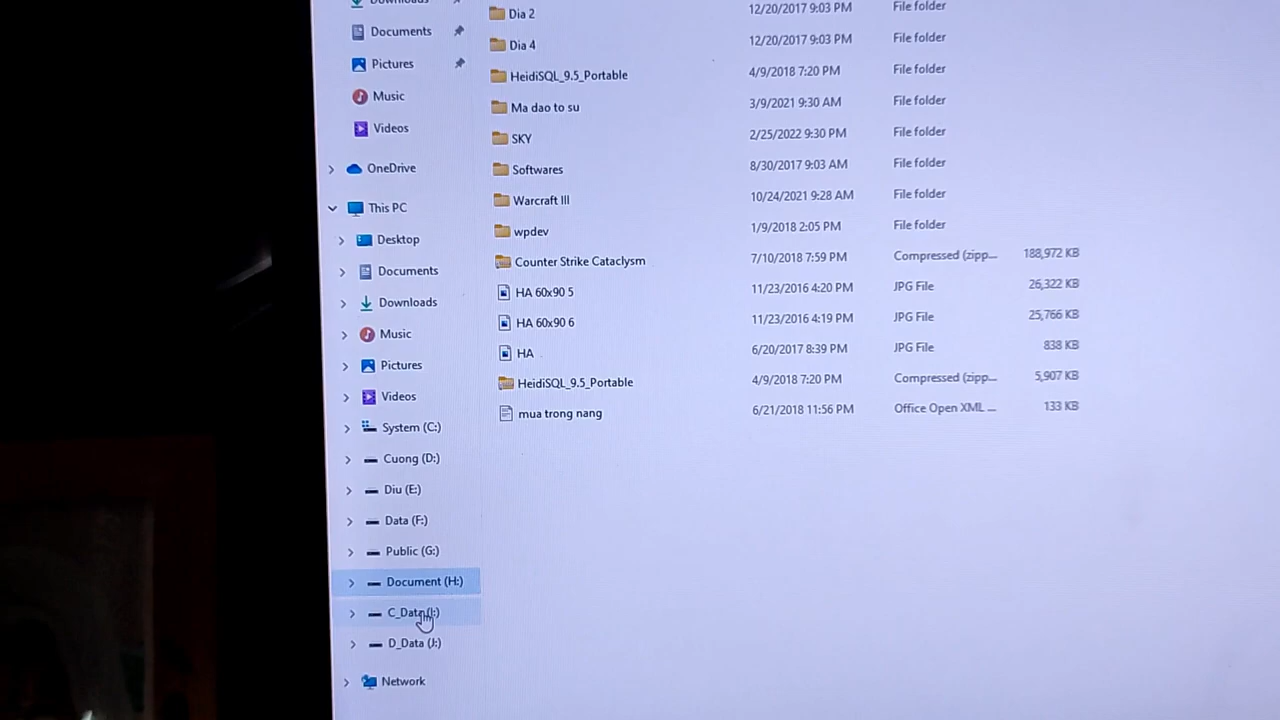 Downloads
Documents
Pictures
Music
Videos
OneDrive
This PC
Desktop
Documents
Downloads
Music
Pictures
Videos
System (C:)
Cuong (D:)
Diu (E:)
Data (F:)
Public (G:)
Document (H:)
C_Data (I:)
D_Data (J:)
Network
Dia 2 12/20/2017 9:03 PM File folder
Dia 4 12/20/2017 9:03 PM File folder
HeidiSQL_9.5_Portable 4/9/2018 7:20 PM File folder
Ma dao to su 3/9/2021 9:30 AM File folder
SKY 2/25/2022 9:30 PM File folder
Softwares 8/30/2017 9:03 AM File folder
Warcraft III 10/24/2021 9:28 AM File folder
wpdev 1/9/2018 2:05 PM File folder
Counter Strike Cataclysm 7/10/2018 7:59 PM Compressed (zipp... 188,972 KB
HA 60x90 5 11/23/2016 4:20 PM JPG File 26,322 KB
HA 60x90 6 11/23/2016 4:19 PM JPG File 25,766 KB
HA 6/20/2017 8:39 PM JPG File 838 KB
HeidiSQL_9.5_Portable 4/9/2018 7:20 PM Compressed (zipp... 5,907 KB
mua trong nang 6/21/2018 11:56 PM Office Open XML ... 133 KB